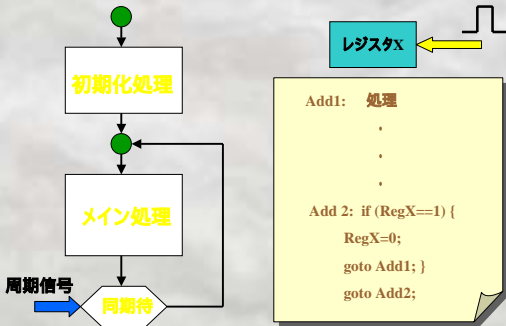 初期化処理
メイン処理
周期信号
周期待
レジスタX
Add1: 処理
・
・
・
Add 2: if (RegX==1) {
RegX=0;
goto Add1; }
goto Add2;